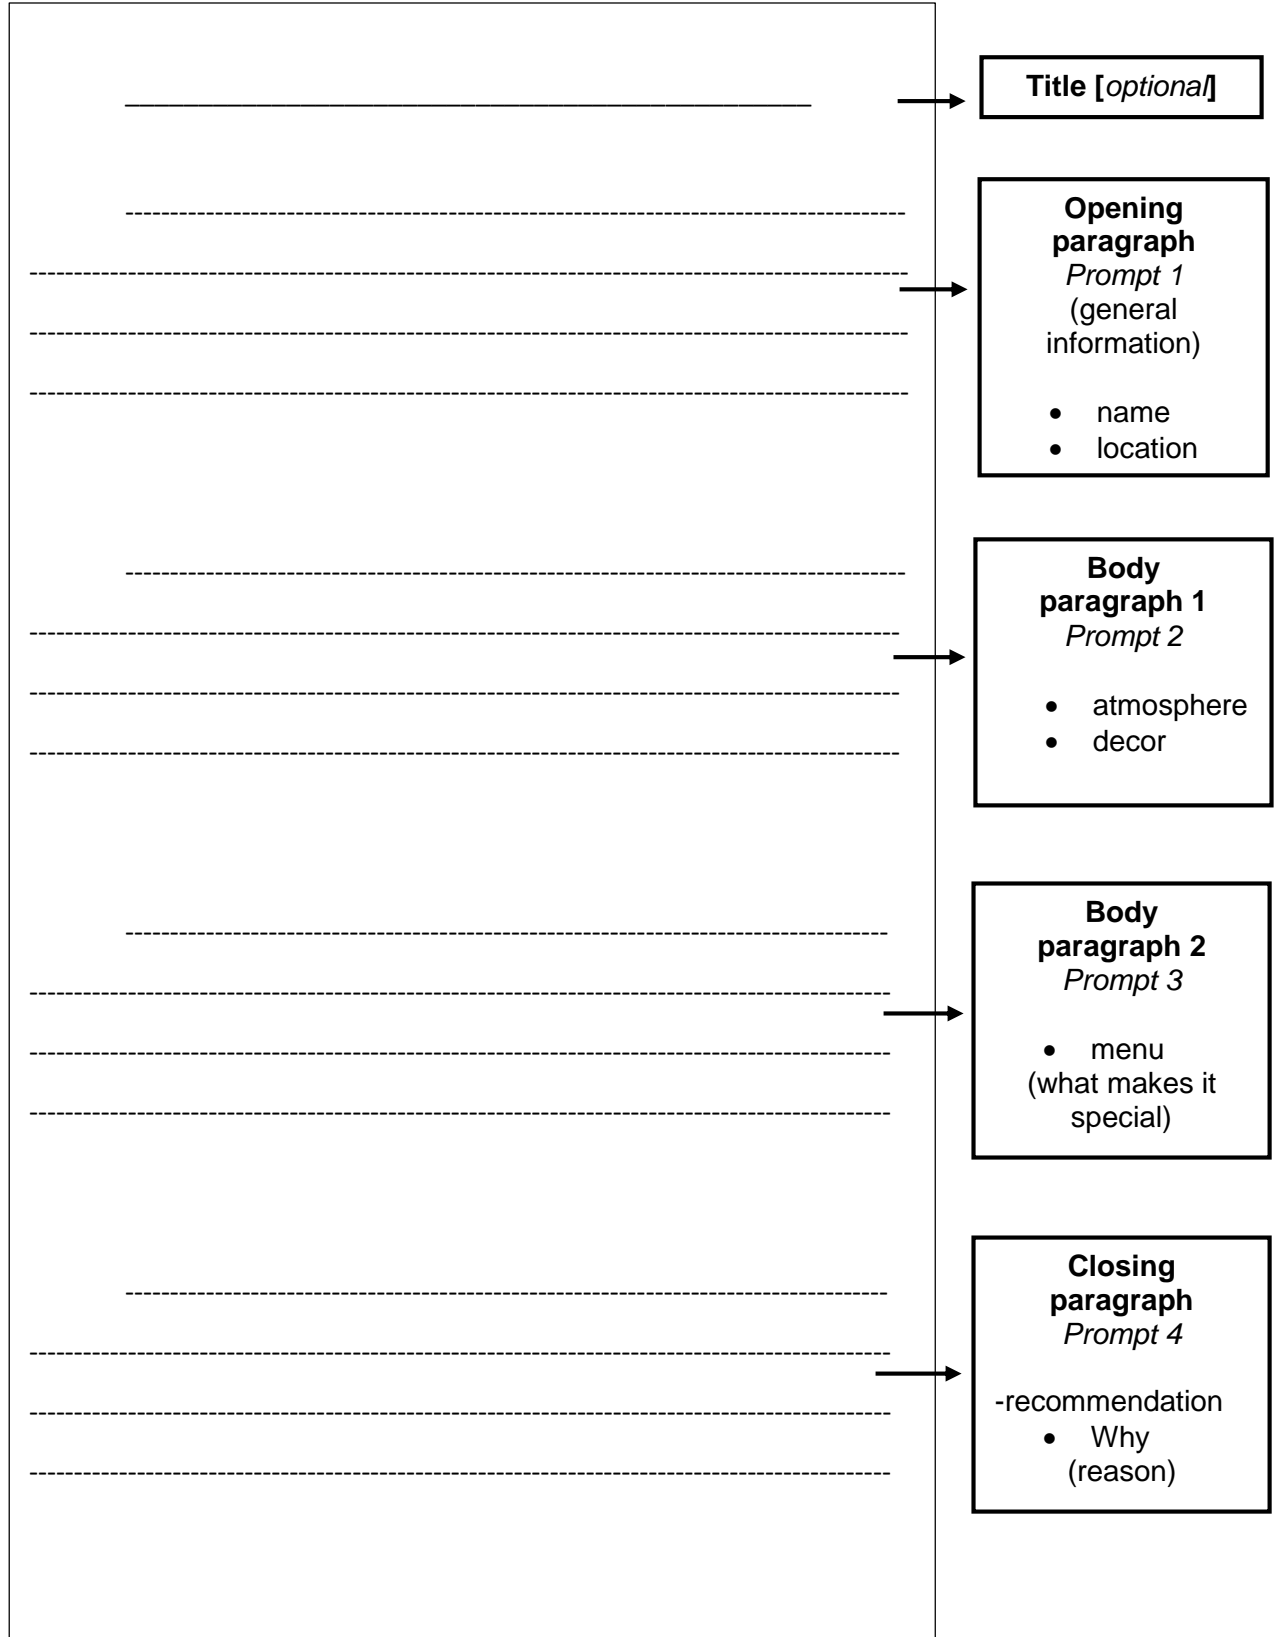 Title [optional]
Opening
paragraph
Prompt 1
(general
information)
• name
• location
Body
paragraph 1
Prompt 2
• atmosphere
• decor
Body
paragraph 2
Prompt 3
• menu
(what makes it
special)
Closing
paragraph
Prompt 4
-recommendation
• Why
(reason)